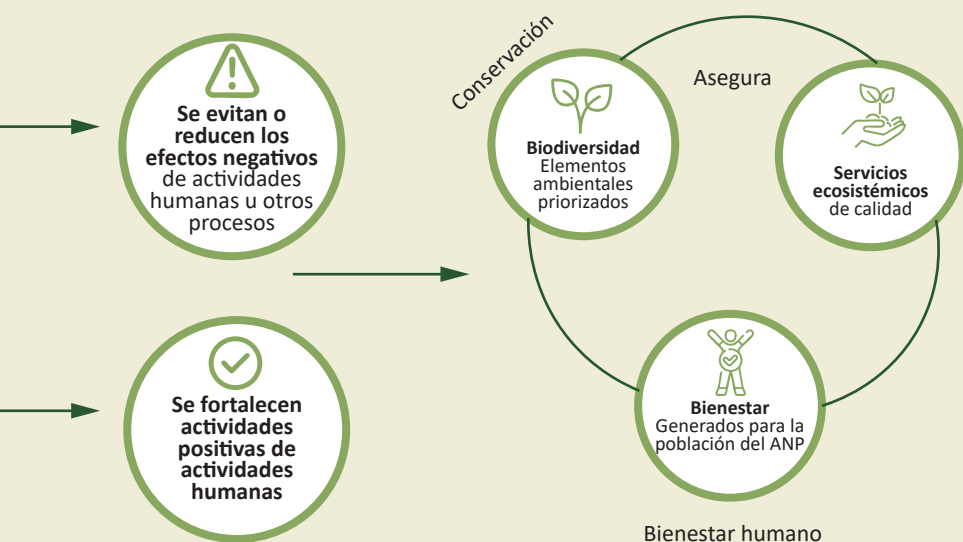 Se evitan o
reducen los
efectos negativos
de actividades
humanas u otros
procesos
Se fortalecen
actividades
positivas de
actividades
humanas
Conservación
Biodiversidad
Elementos
ambientales
priorizados
Asegura
Servicios
ecosistémicos
de calidad
Bienestar
Generados para la
población del ANP
Bienestar humano